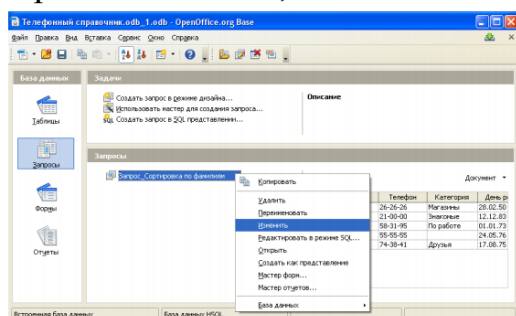 Телефонный справочник.odb_1.odb - OpenOffice.org Base
Файл Правка Вид Вставка Сервис Окно Справка
База данных
Задачи
Создать запрос в режиме дизайна...
Описание
Использовать мастер для создания запроса...
Создать запрос в SQL представлении...
Таблицы
Запросы
Запросы
Запрос_Сортировка по фамилиям
Копировать
Документ
Удалить
Телефон Категория День р
Переименовать
26-26-26 Магазины 28.02.50
21-00-00 Знакомые 12.12.83
Формы
Изменить
58-31-95 По работе 01.01.73
Редактировать в режиме SQL...
55-55-55 24.05.76
Открыть
74-38-41 Друзья 17.08.75
Создать как представление
Отчеты
Мастер форм...
Мастер отчетов...
База данных
Встроенная база данных
База данных HSQL